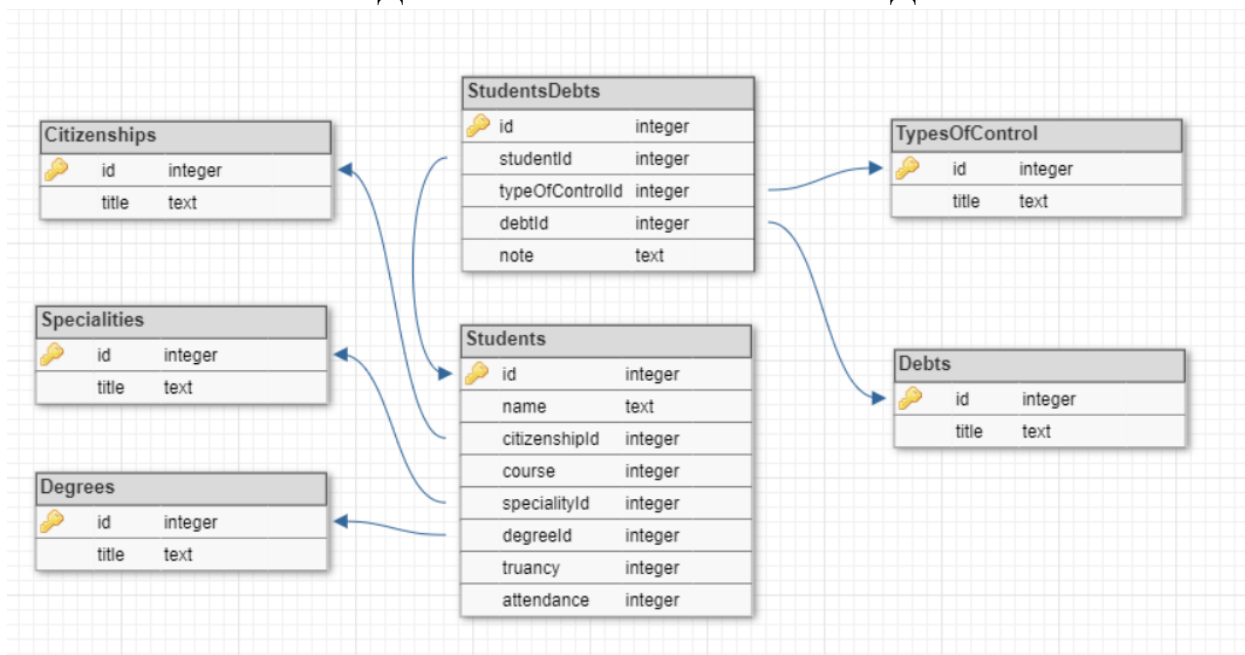 Citizenships
id integer
title text
Specialities
id integer
title text
Degrees
id integer
title text
StudentsDebts
id integer
studentId integer
typeOfControlId integer
debtId integer
note text
Students
id integer
name text
citizenshipId integer
course integer
specialityId integer
degreeId integer
truancy integer
attendance integer
TypesOfControl
id integer
title text
Debts
id integer
title text